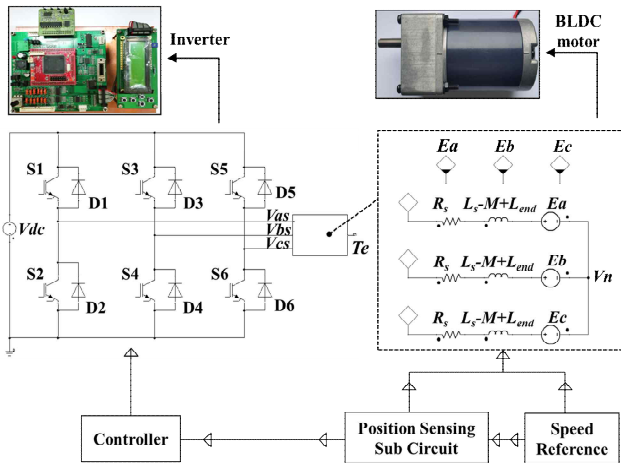 Inverter
BLDC
motor
Ea Eb Ec
S1 S3 S5
D1 D3 D5
Vdc
Vas
Vbs
Vcs
Te
S2 S4 S6
D2 D4 D6
Rs Ls-M+Lend Ea
Rs Ls-M+Lend Eb
Vn
Rs Ls-M+Lend Ec
Controller
Position Sensing
Sub Circuit
Speed
Reference